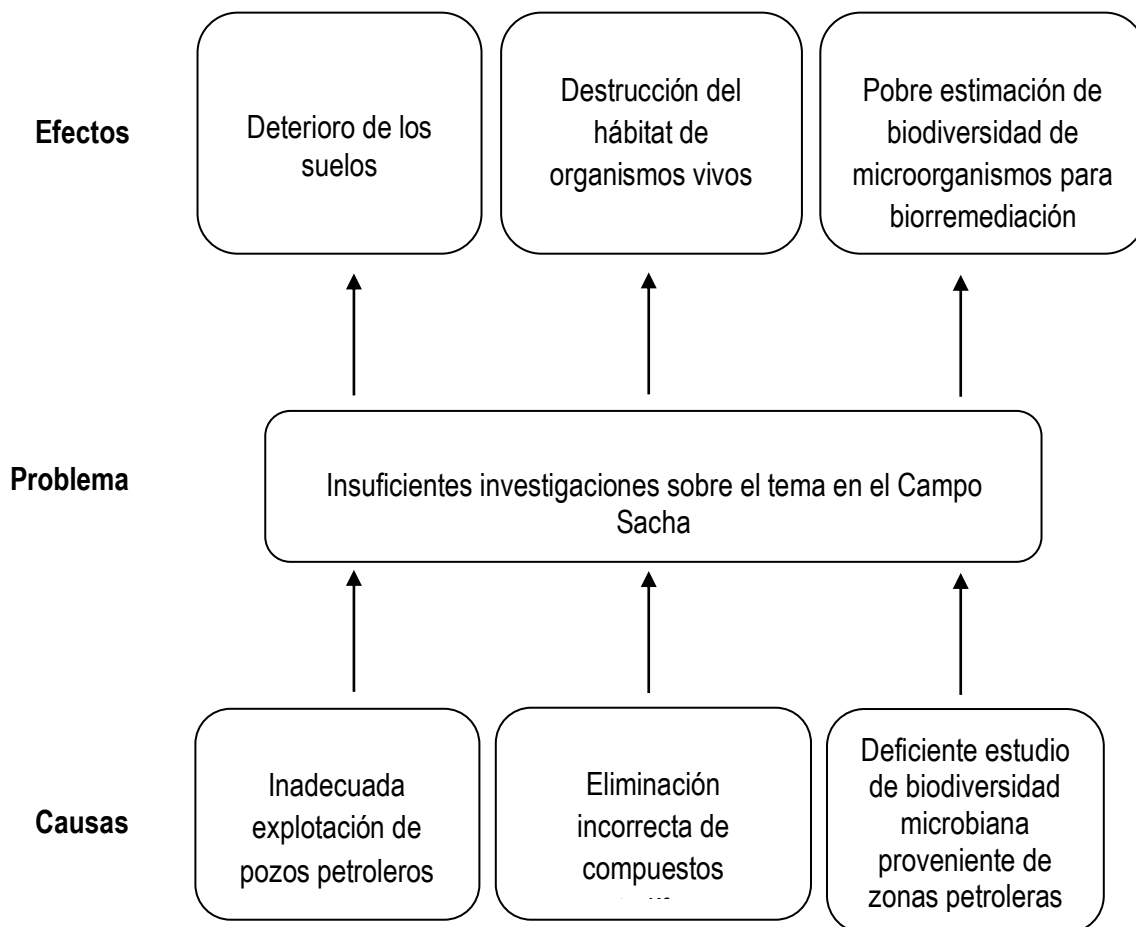 Efectos
Deterioro de los
suelos
Destrucción del
hábitat de
organismos vivos
Pobre estimación de
biodiversidad de
microorganismos para
biorremediación
Problema
Insuficientes investigaciones sobre el tema en el Campo
Sacha
Causas
Inadecuada
explotación de
pozos petroleros
Eliminación
incorrecta de
compuestos
Deficiente estudio
de biodiversidad
microbiana
proveniente de
zonas petroleras